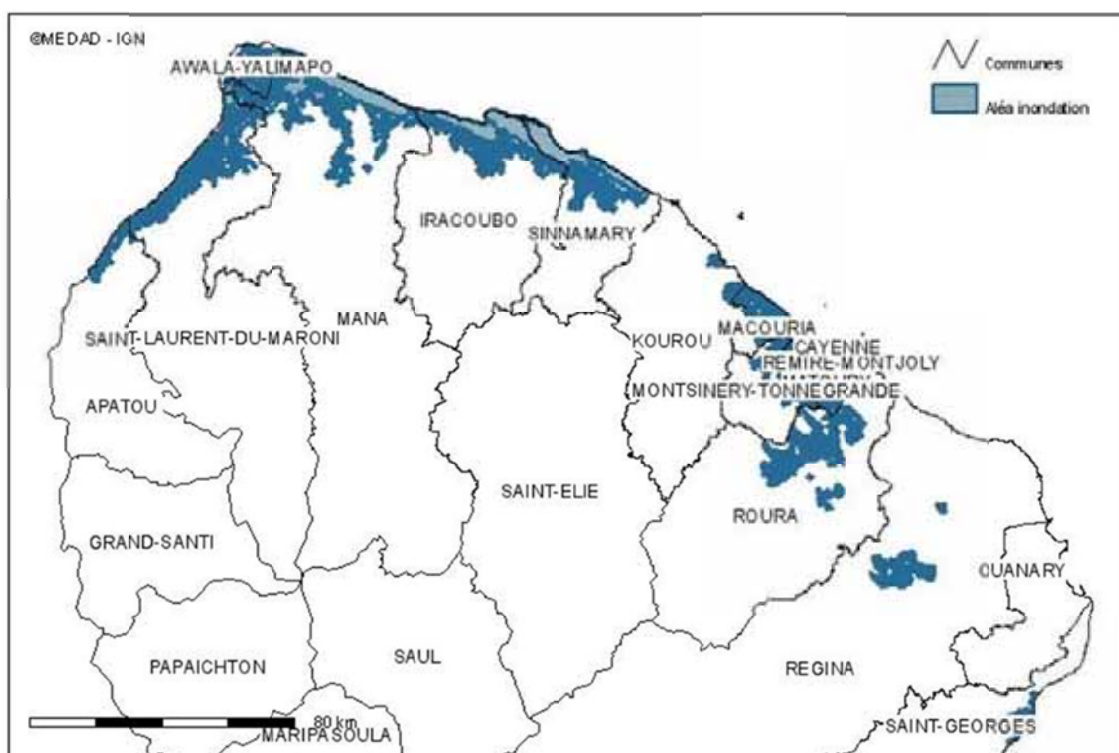 ©MEDAD - IGN
Communes
Aléa inondation
AWALA-YALIMAPO
IRACOUBO
SINNAMARY
SAINT-LAURENT-DU-MARONI
MANA
KOUROU
MACOURIA
CAYENNE
REMIRE-MONTJOLY
MONTSINERY-TONNEGRANDE
APATOU
SAINT-ELIE
ROURA
GRAND-SANTI
OUANARY
PAPAICHTON
SAUL
REGINA
80 km
MARIPASOULA
SAINT-GEORGES